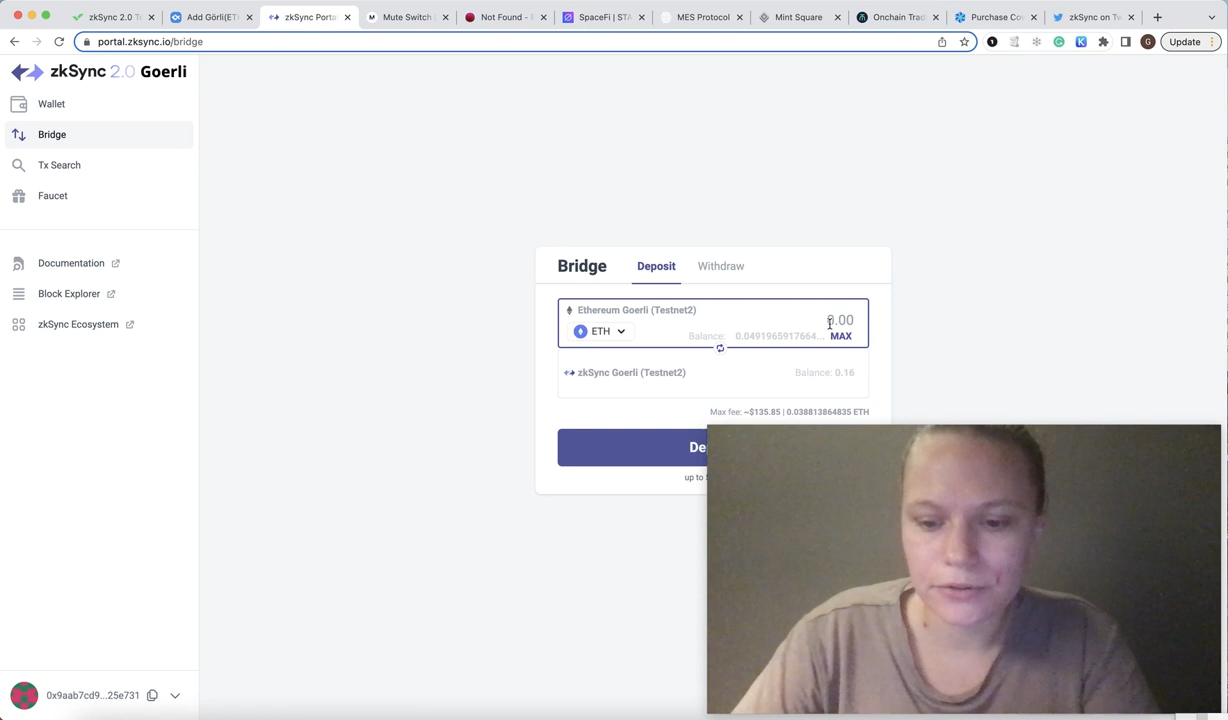 zkSync 2.0 T
Add Görli(ET
zkSync Porta
Mute Switch
Not Found -
SpaceFi | STA
MES Protocol
Mint Square
Onchain Trad
Purchase Cov
zkSync on Tw
portal.zksync.io/bridge
G
Update
zkSync 2.0 Goerli
Wallet
Bridge
Tx Search
Faucet
Documentation
Block Explorer
zkSync Ecosystem
Bridge
Deposit
Withdraw
Ethereum Goerli (Testnet2)
0.00
ETH
Balance: 0.0491965917664... MAX
zkSync Goerli (Testnet2)
Balance: 0.16
Max fee: ~$135.85 | 0.038813864835 ETH
De
up to
0x9aab7cd9...25e731